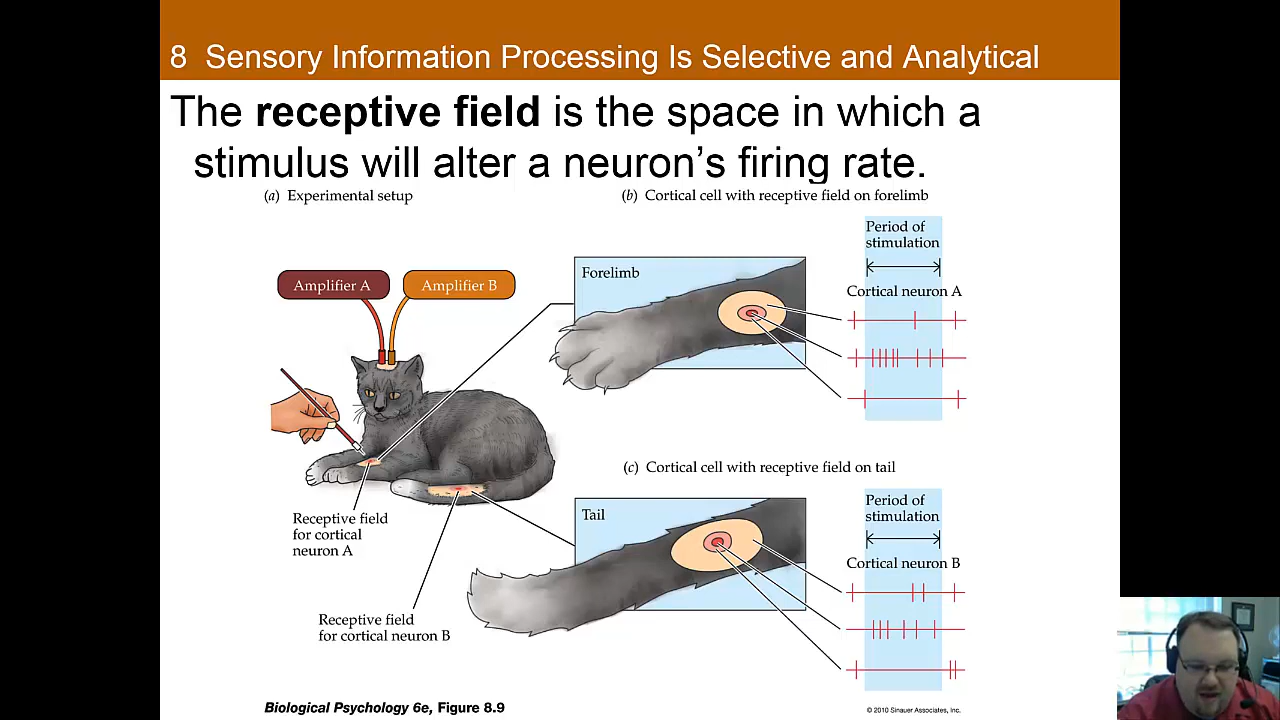 8 Sensory Information Processing Is Selective and Analytical
The receptive field is the space in which a
stimulus will alter a neuron's firing rate.
(a) Experimental setup
Amplifier A
Amplifier B
Receptive field
for cortical
neuron A
Receptive field
for cortical neuron B
(b) Cortical cell with receptive field on forelimb
Forelimb
Period of
stimulation
Cortical neuron A
(c) Cortical cell with receptive field on tail
Tail
Period of
stimulation
Cortical neuron B
Biological Psychology 6e, Figure 8.9
© 2010 Sinauer Associates, Inc.